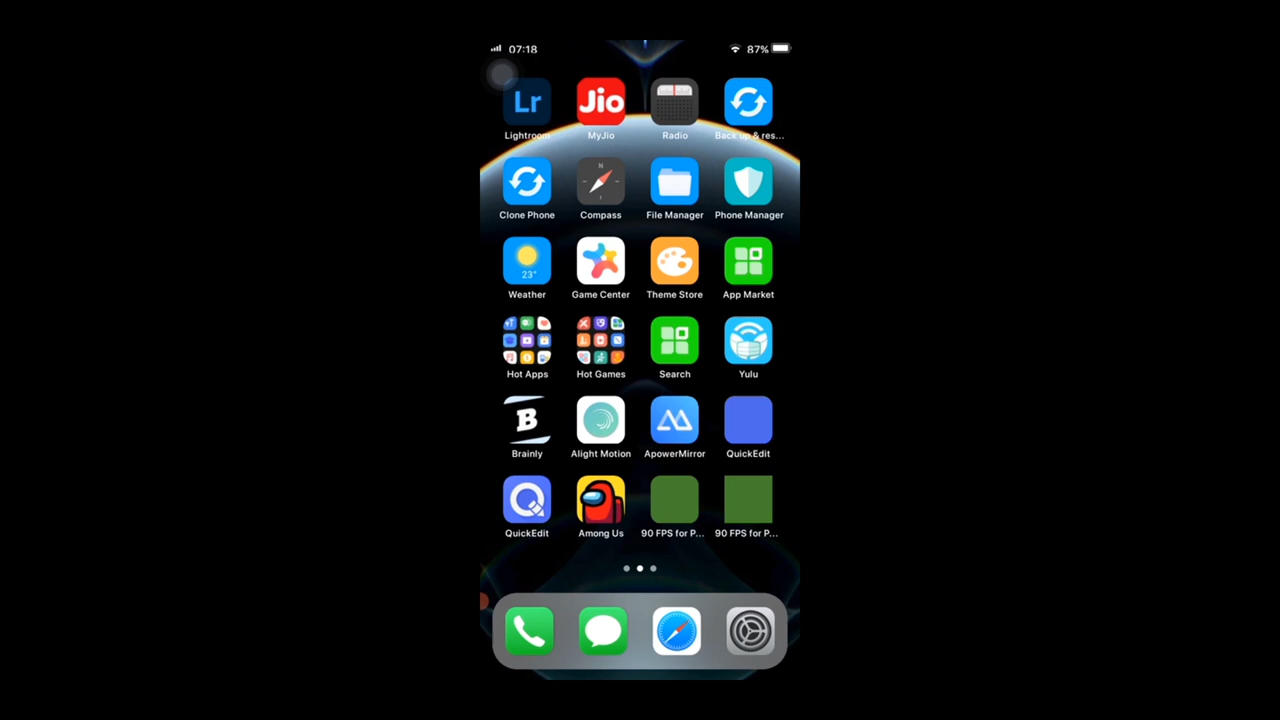 07:18 87%
Lr Jio
Lightroom MyJio Radio Back up & res...
N
Clone Phone Compass File Manager Phone Manager
23°
Weather Game Center Theme Store App Market
Hot Apps Hot Games Search Yulu
B
Brainly Alight Motion ApowerMirror QuickEdit
QuickEdit Among Us 90 FPS for P... 90 FPS for P...